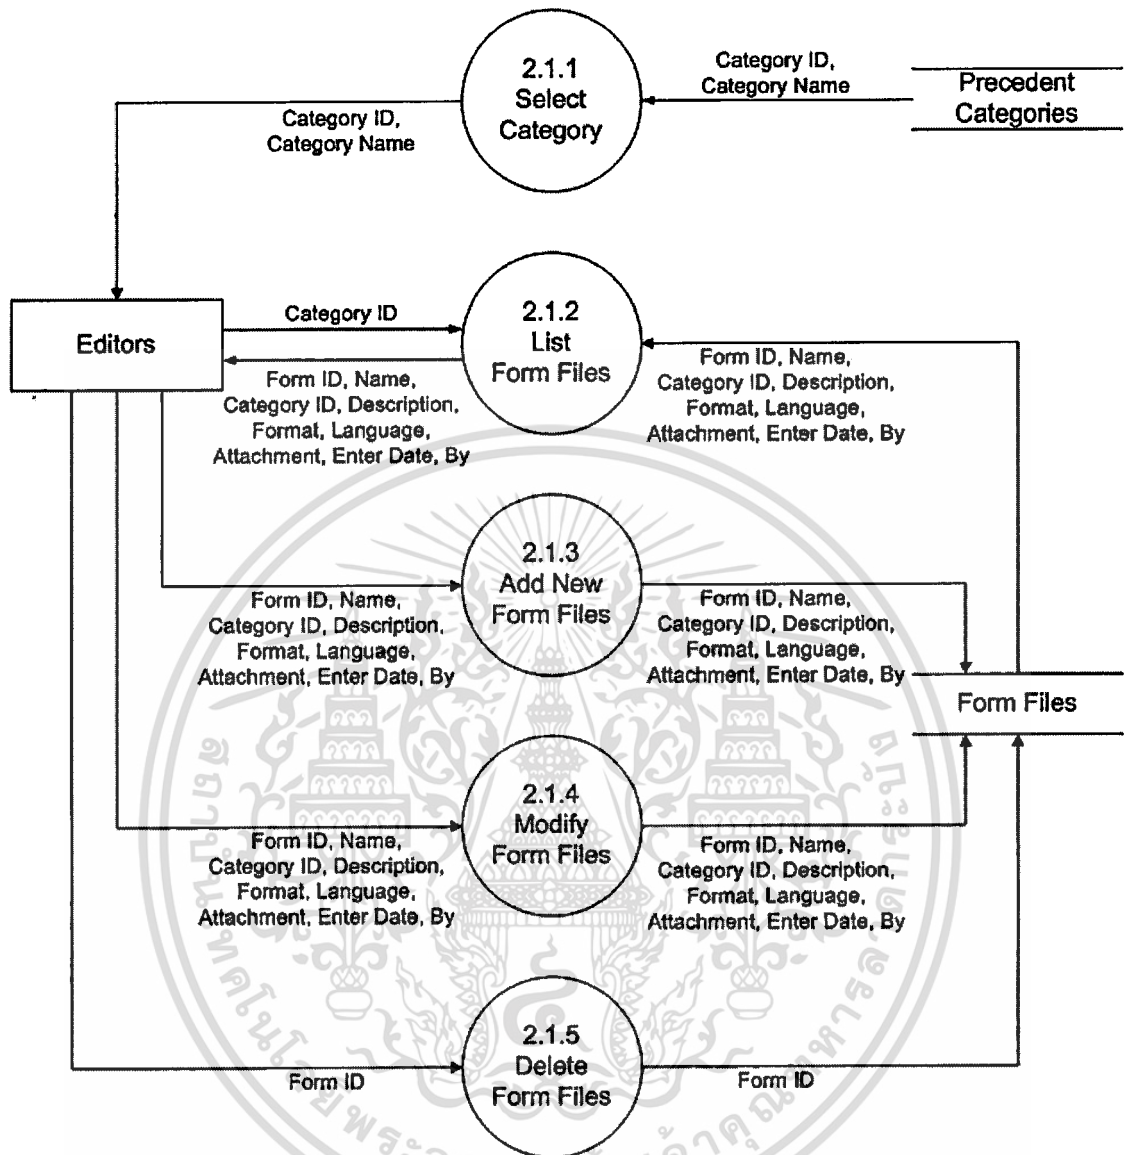 2.1.1
Select
Category
Category ID,
Category Name
Precedent
Categories
Category ID,
Category Name
Editors
Category ID
2.1.2
List
Form Files
Form ID, Name,
Category ID, Description,
Format, Language,
Attachment, Enter Date, By
Form ID, Name,
Category ID, Description,
Format, Language,
Attachment, Enter Date, By
2.1.3
Add New
Form Files
Form ID, Name,
Category ID, Description,
Format, Language,
Attachment, Enter Date, By
Form ID, Name,
Category ID, Description,
Format, Language,
Attachment, Enter Date, By
Form Files
2.1.4
Modify
Form Files
Form ID, Name,
Category ID, Description,
Format, Language,
Attachment, Enter Date, By
Form ID, Name,
Category ID, Description,
Format, Language,
Attachment, Enter Date, By
2.1.5
Delete
Form Files
Form ID
Form ID